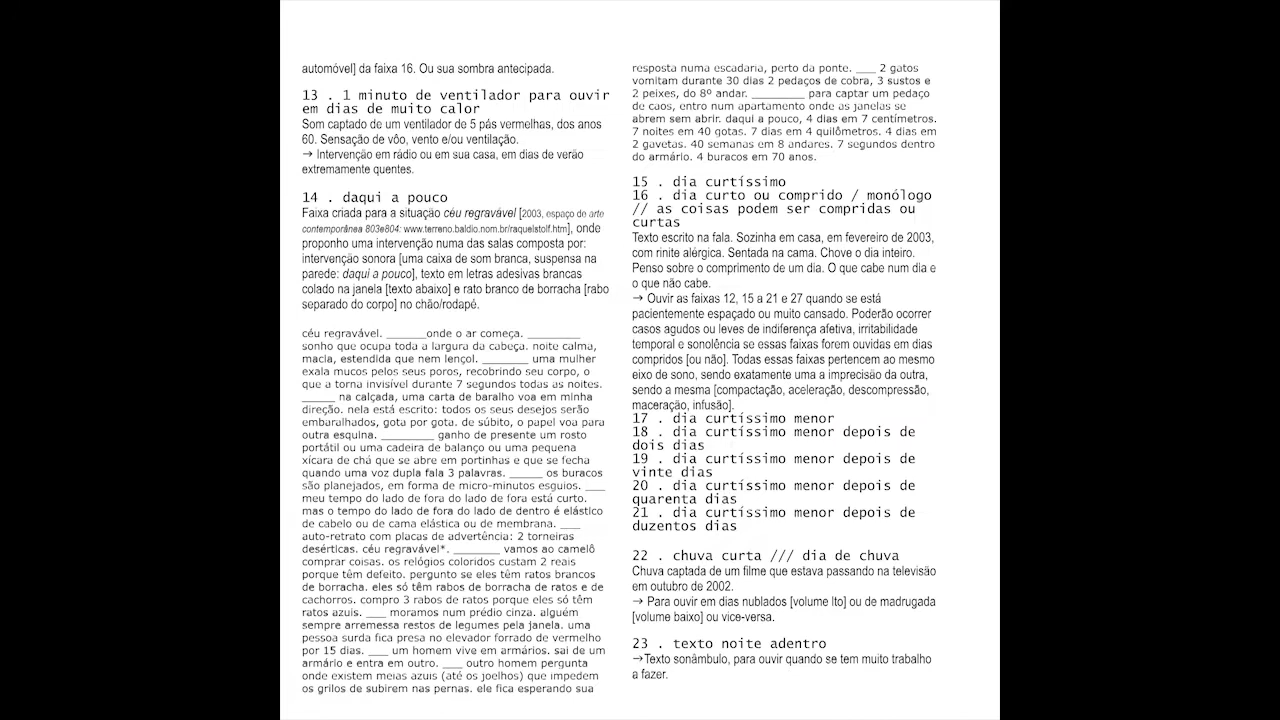 automóvel] da faixa 16. Ou sua sombra antecipada.
13 . 1 minuto de ventilador para ouvir
em dias de muito calor
Som captado de um ventilador de 5 pás vermelhas, dos anos
60. Sensação de vôo, vento e/ou ventilação.
→ Intervenção em rádio ou em sua casa, em dias de verão
extremamente quentes.
14 . daqui a pouco
Faixa criada para a situação céu regravável [2003, espaço de arte
contemporânea 803e804: www.terreno.baldio.nom.br/raquelstolf.htm], onde
proponho uma intervenção numa das salas composta por:
intervenção sonora [uma caixa de som branca, suspensa na
parede: daqui a pouco], texto em letras adesivas brancas
colado na janela [texto abaixo] e rato branco de borracha [rabo
separado do corpo] no chão/rodapé.
céu regravável. _______onde o ar começa. _________
sonho que ocupa toda a largura da cabeça. noite calma,
macia, estendida que nem lençol. ________ uma mulher
exala mucos pelos seus poros, recobrindo seu corpo, o
que a torna invisível durante 7 segundos todas as noites.
______ na calçada, uma carta de baralho voa em minha
direção. nela está escrito: todos os seus desejos serão
embaralhados, gota por gota. de súbito, o papel voa para
outra esquina. _________ ganho de presente um rosto
portátil ou uma cadeira de balanço ou uma pequena
xícara de chá que se abre em portinhas e que se fecha
quando uma voz dupla fala 3 palavras. ______ os buracos
são planejados, em forma de micro-minutos esguios. ____
meu tempo do lado de fora do lado de fora está curto.
mas o tempo do lado de fora do lado de dentro é elástico
de cabelo ou de cama elástica ou de membrana. ____
auto-retrato com placas de advertência: 2 torneiras
desérticas. céu regravável*. ________ vamos ao camelô
comprar coisas. os relógios coloridos custam 2 reais
porque têm defeito. pergunto se eles têm ratos brancos
de borracha. eles só têm rabos de borracha de ratos e de
cachorros. compro 3 rabos de ratos porque eles só têm
ratos azuis. ____ moramos num prédio cinza. alguém
sempre arremessa restos de legumes pela janela. uma
pessoa surda fica presa no elevador forrado de vermelho
por 15 dias. ____ um homem vive em armários. sai de um
armário e entra em outro. ____ outro homem pergunta
onde existem meias azuis (até os joelhos) que impedem
os grilos de subirem nas pernas. ele fica esperando sua
resposta numa escadaria, perto da ponte. ____ 2 gatos
vomitam durante 30 dias 2 pedaços de cobra, 3 sustos e
2 peixes, do 8º andar. _________ para captar um pedaço
de caos, entro num apartamento onde as janelas se
abrem sem abrir. daqui a pouco, 4 dias em 7 centímetros.
7 noites em 40 gotas. 7 dias em 4 quilômetros. 4 dias em
2 gavetas. 40 semanas em 8 andares. 7 segundos dentro
do armário. 4 buracos em 70 anos.
15 . dia curtíssimo
16 . dia curto ou comprido / monólogo
// as coisas podem ser compridas ou
curtas
Texto escrito na fala. Sozinha em casa, em fevereiro de 2003,
com rinite alérgica. Sentada na cama. Chove o dia inteiro.
Penso sobre o comprimento de um dia. O que cabe num dia e
o que não cabe.
→ Ouvir as faixas 12, 15 a 21 e 27 quando se está
pacientemente espaçado ou muito cansado. Poderão ocorrer
casos agudos ou leves de indiferença afetiva, irritabilidade
temporal e sonolência se essas faixas forem ouvidas em dias
compridos [ou não]. Todas essas faixas pertencem ao mesmo
eixo de sono, sendo exatamente uma a imprecisão da outra,
sendo a mesma [compactação, aceleração, descompressão,
maceração, infusão].
17 . dia curtíssimo menor
18 . dia curtíssimo menor depois de
dois dias
19 . dia curtíssimo menor depois de
vinte dias
20 . dia curtíssimo menor depois de
quarenta dias
21 . dia curtíssimo menor depois de
duzentos dias
22 . chuva curta /// dia de chuva
Chuva captada de um filme que estava passando na televisão
em outubro de 2002.
→ Para ouvir em dias nublados [volume lto] ou de madrugada
[volume baixo] ou vice-versa.
23 . texto noite adentro
→Texto sonâmbulo, para ouvir quando se tem muito trabalho
a fazer.